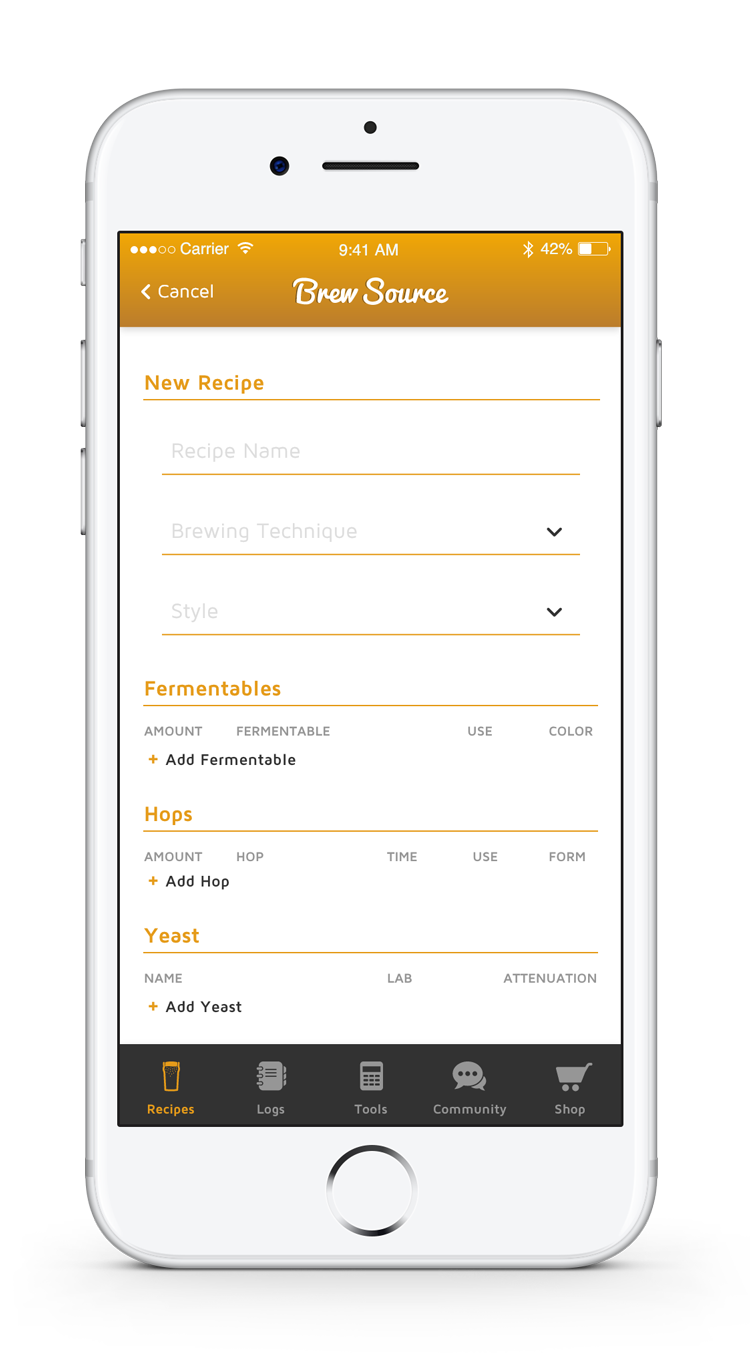 ●●●○○ Carrier 9:41 AM 42%
Cancel Brew Source
New Recipe
Recipe Name
Brewing Technique
Style
Fermentables
AMOUNT FERMENTABLE USE COLOR
+ Add Fermentable
Hops
AMOUNT HOP TIME USE FORM
+ Add Hop
Yeast
NAME LAB ATTENUATION
+ Add Yeast
Recipes Logs Tools Community Shop